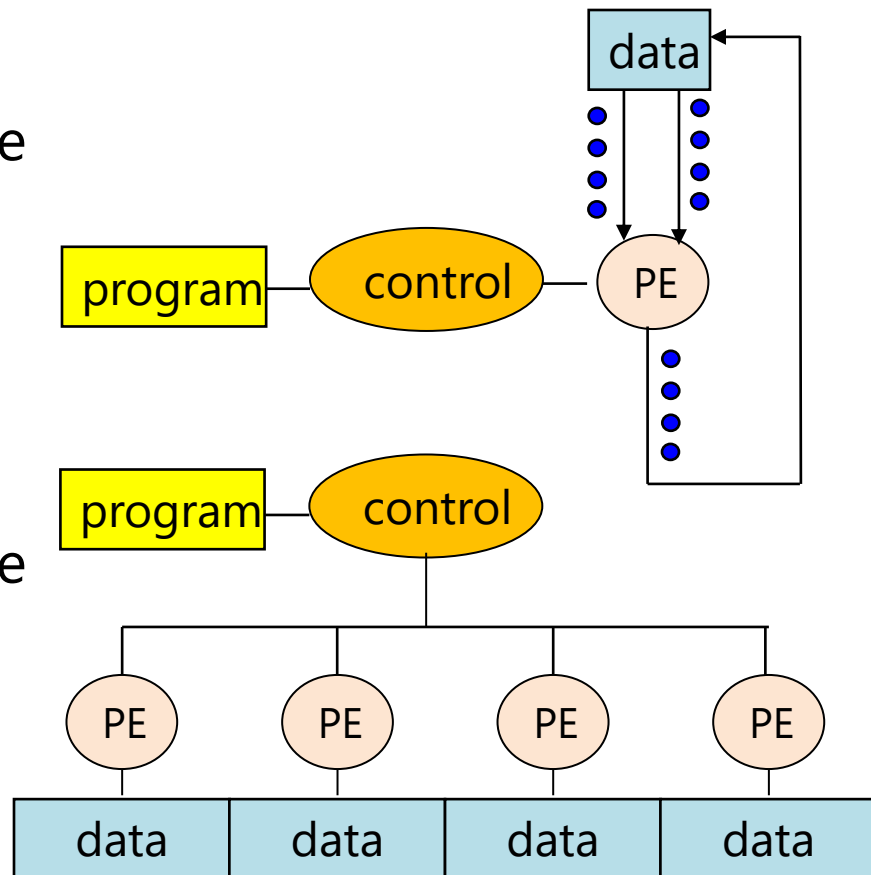 data
e
program
control
PE
program
control
e
PE
PE
PE
PE
data
data
data
data